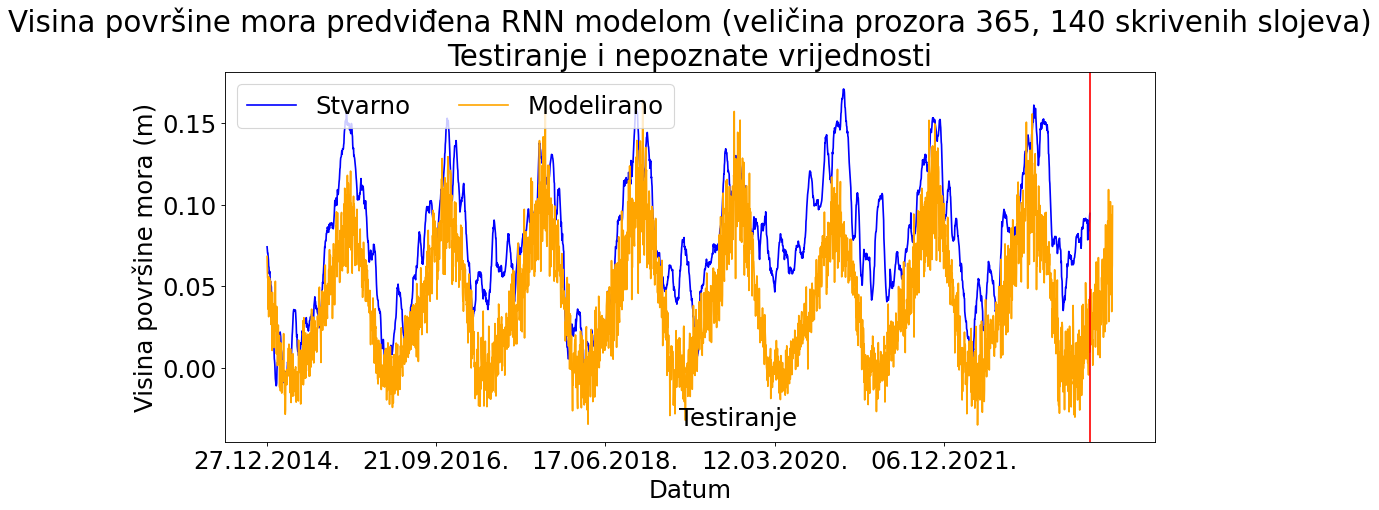 Visina površine mora predviđena RNN modelom (veličina prozora 365, 140 skrivenih slojeva)
Testiranje i nepoznate vrijednosti
Stvarno
Modelirano
Visina površine mora (m)
0.15
0.10
0.05
0.00
Testiranje
27.12.2014.
21.09.2016.
17.06.2018.
12.03.2020.
06.12.2021.
Datum